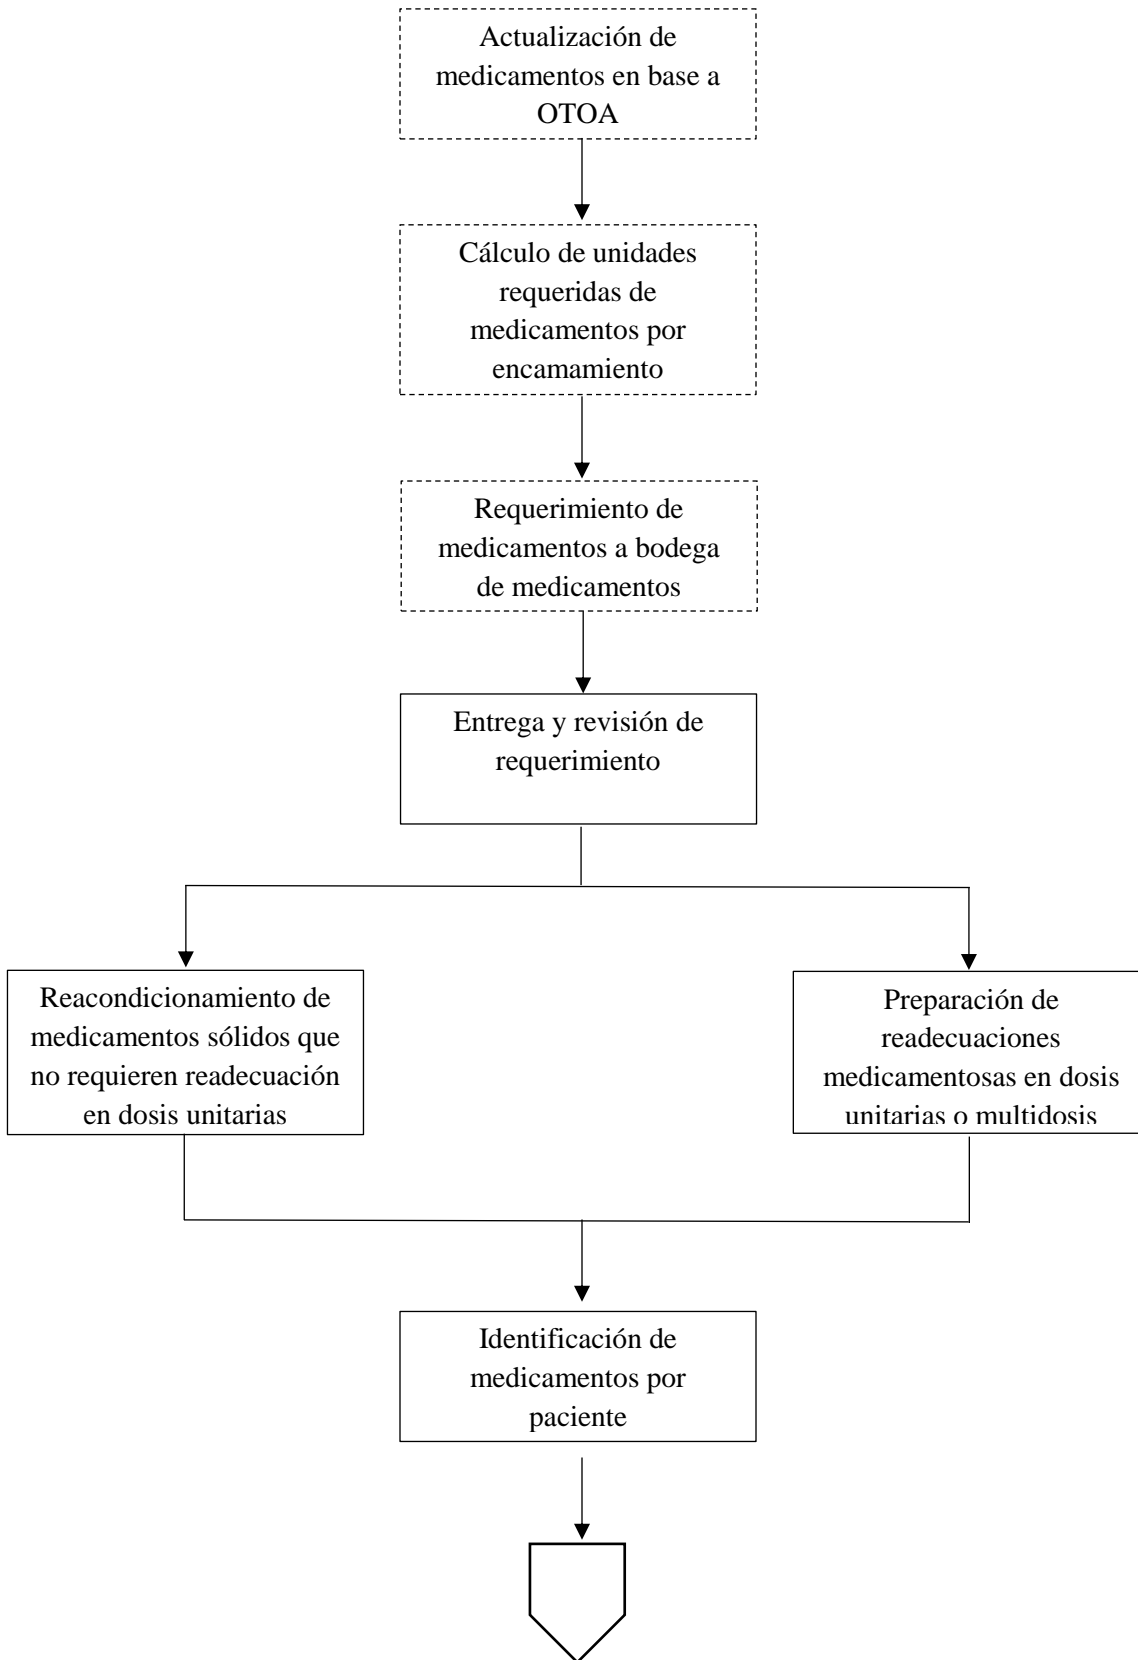 Actualización de
medicamentos en base a
OTOA
Cálculo de unidades
requeridas de
medicamentos por
encamamiento
Requerimiento de
medicamentos a bodega
de medicamentos
Entrega y revisión de
requerimiento
Reacondicionamiento de
medicamentos sólidos que
no requieren readecuación
en dosis unitarias
Preparación de
readecuaciones
medicamentosas en dosis
unitarias o multidosis
Identificación de
medicamentos por
paciente